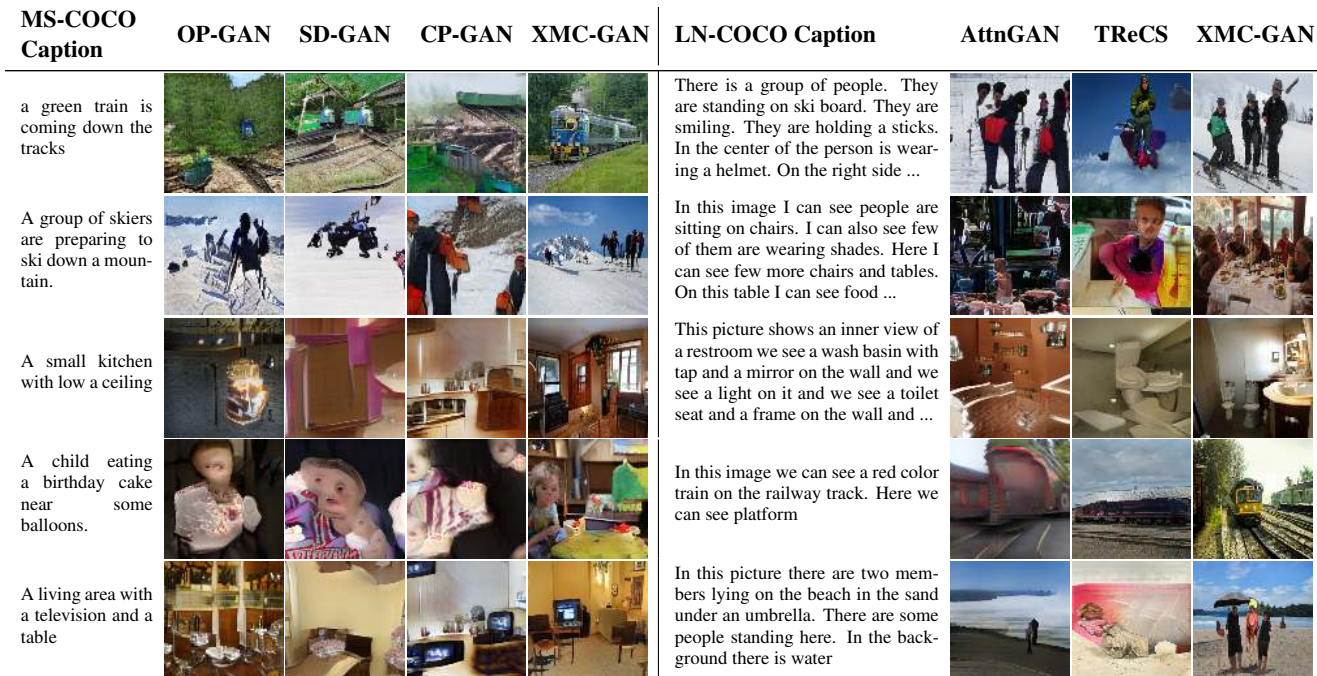 MS-COCO
Caption
OP-GAN
SD-GAN
CP-GAN
XMC-GAN
LN-COCO Caption
AttnGAN
TReCS
XMC-GAN
a green train is
coming down the
tracks
There is a group of people. They
are standing on ski board. They are
smiling. They are holding a sticks.
In the center of the person is wear-
ing a helmet. On the right side ...
A group of skiers
are preparing to
ski down a moun-
tain.
In this image I can see people are
sitting on chairs. I can also see few
of them are wearing shades. Here I
can see few more chairs and tables.
On this table I can see food ...
A small kitchen
with low a ceiling
This picture shows an inner view of
a restroom we see a wash basin with
tap and a mirror on the wall and we
see a light on it and we see a toilet
seat and a frame on the wall and ...
A child eating
a birthday cake
near some
balloons.
In this image we can see a red color
train on the railway track. Here we
can see platform
A living area with
a television and a
table
In this picture there are two mem-
bers lying on the beach in the sand
under an umbrella. There are some
people standing here. In the back-
ground there is water